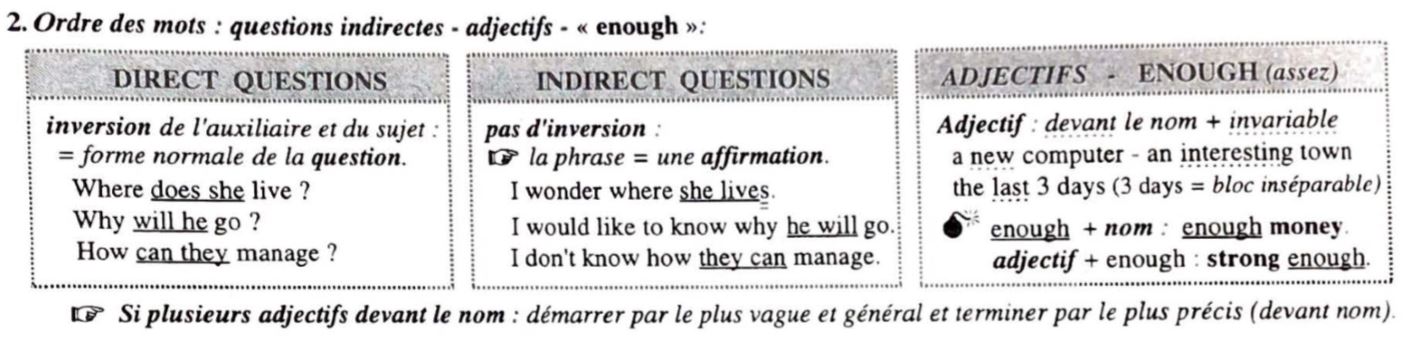 2. Ordre des mots : questions indirectes - adjectifs - « enough »:
DIRECT QUESTIONS
inversion de l'auxiliaire et du sujet :
= forme normale de la question.
Where does she live ?
Why will he go ?
How can they manage ?
INDIRECT QUESTIONS
pas d'inversion :
☞ la phrase = une affirmation.
I wonder where she lives.
I would like to know why he will go.
I don't know how they can manage.
ADJECTIFS - ENOUGH (assez)
Adjectif : devant le nom + invariable
a new computer - an interesting town
the last 3 days (3 days = bloc inséparable)
💣 enough + nom : enough money.
adjectif + enough : strong enough.
☞ Si plusieurs adjectifs devant le nom : démarrer par le plus vague et général et terminer par le plus précis (devant nom).